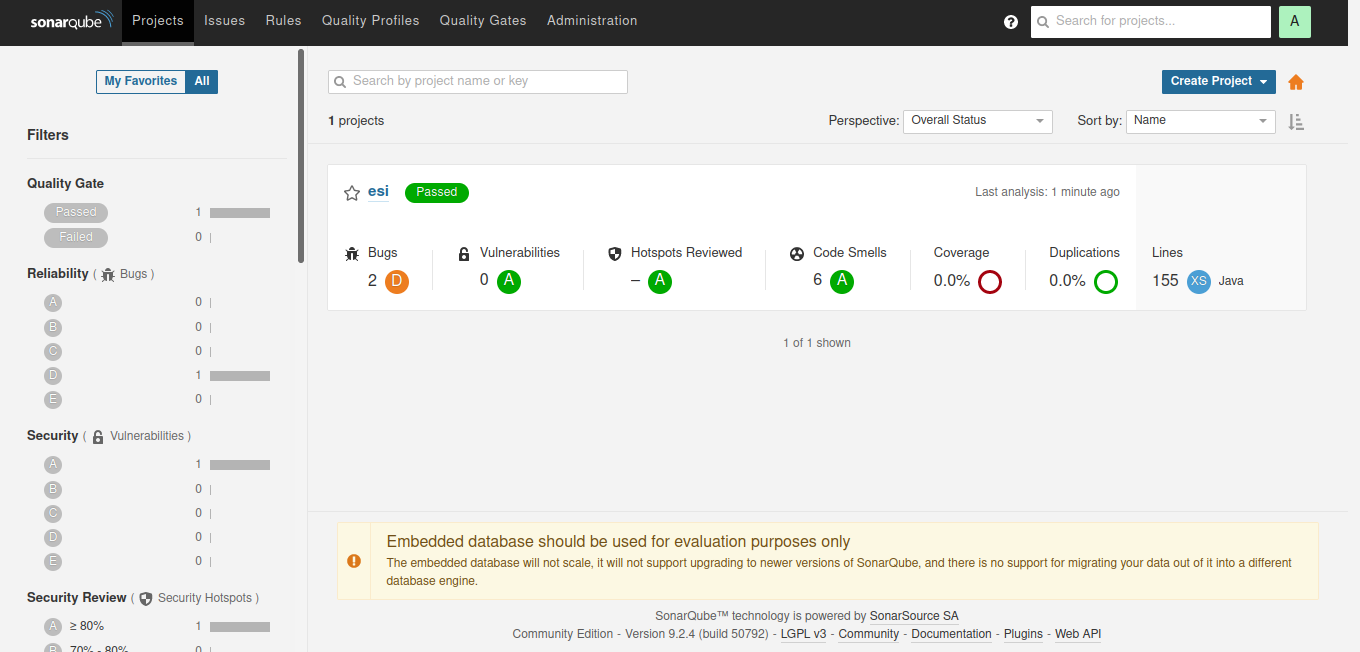 sonarqube Projects Issues Rules Quality Profiles Quality Gates Administration ? Search for projects... A
My Favorites All
Filters
Quality Gate
Passed 1
Failed 0
Reliability ( Bugs )
A 0
B 0
C 0
D 1
E 0
Security ( Vulnerabilities )
A 1
B 0
C 0
D 0
E 0
Security Review ( Security Hotspots )
A ≥ 80% 1
B 70% - 80% 0
Search by project name or key
Create Project
1 projects
Perspective: Overall Status Sort by: Name
esi Passed Last analysis: 1 minute ago
Bugs Vulnerabilities Hotspots Reviewed Code Smells Coverage Duplications Lines
2 D 0 A – A 6 A 0.0% 0.0% 155 XS Java
1 of 1 shown
Embedded database should be used for evaluation purposes only
The embedded database will not scale, it will not support upgrading to newer versions of SonarQube, and there is no support for migrating your data out of it into a different
database engine.
SonarQube™ technology is powered by SonarSource SA
Community Edition - Version 9.2.4 (build 50792) - LGPL v3 - Community - Documentation - Plugins - Web API